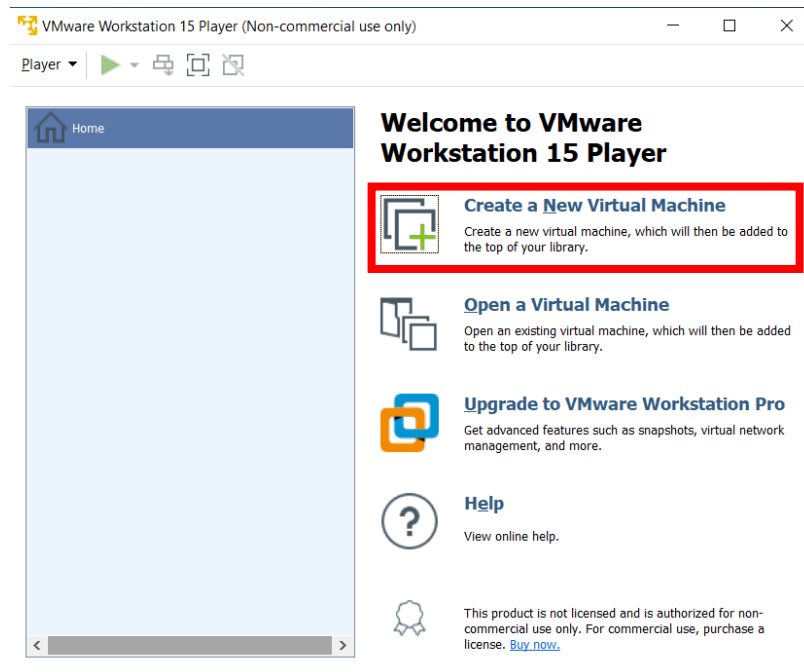 VMware Workstation 15 Player (Non-commercial use only)
Player
Home
Welcome to VMware
Workstation 15 Player
Create a New Virtual Machine
Create a new virtual machine, which will then be added to
the top of your library.
Open a Virtual Machine
Open an existing virtual machine, which will then be added
to the top of your library.
Upgrade to VMware Workstation Pro
Get advanced features such as snapshots, virtual network
management, and more.
Help
View online help.
This product is not licensed and is authorized for non-
commercial use only. For commercial use, purchase a
license. Buy now.